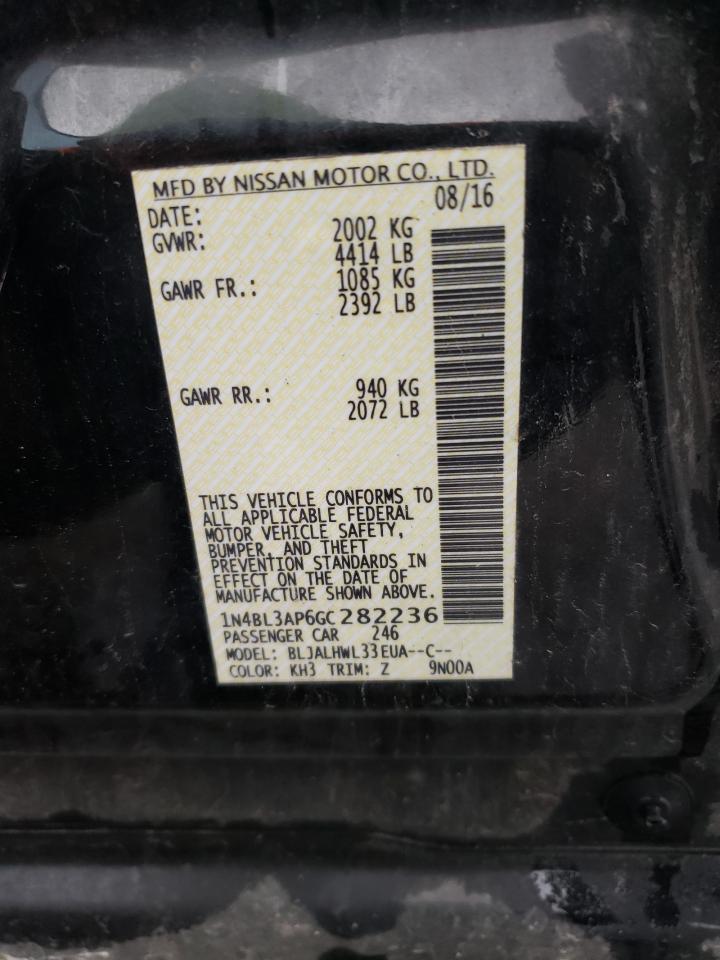 MFD BY NISSAN MOTOR CO., LTD.
DATE: 08/16
GVWR: 2002 KG
4414 LB
GAWR FR.: 1085 KG
2392 LB
GAWR RR.: 940 KG
2072 LB
THIS VEHICLE CONFORMS TO
ALL APPLICABLE FEDERAL
MOTOR VEHICLE SAFETY,
BUMPER, AND THEFT
PREVENTION STANDARDS IN
EFFECT ON THE DATE OF
MANUFACTURE SHOWN ABOVE.
1N4BL3AP6GC282236
PASSENGER CAR 246
MODEL: BLJALHWL33EUA--C--
COLOR: KH3 TRIM: Z 9N00A